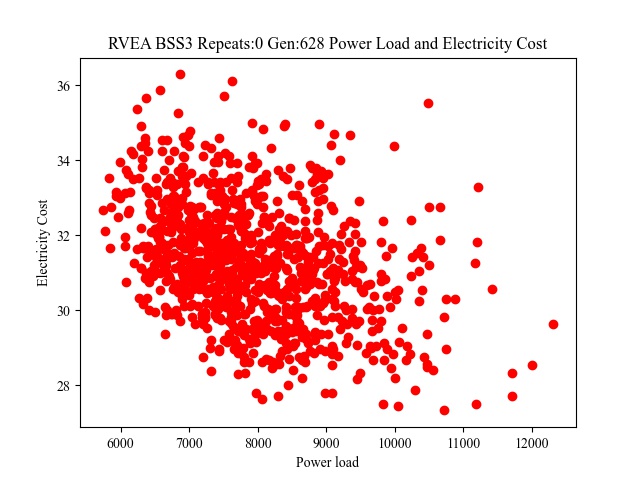 RVEA BSS3 Repeats:0 Gen:628 Power Load and Electricity Cost
36
34
32
30
28
Electricity Cost
6000 7000 8000 9000 10000 11000 12000
Power load